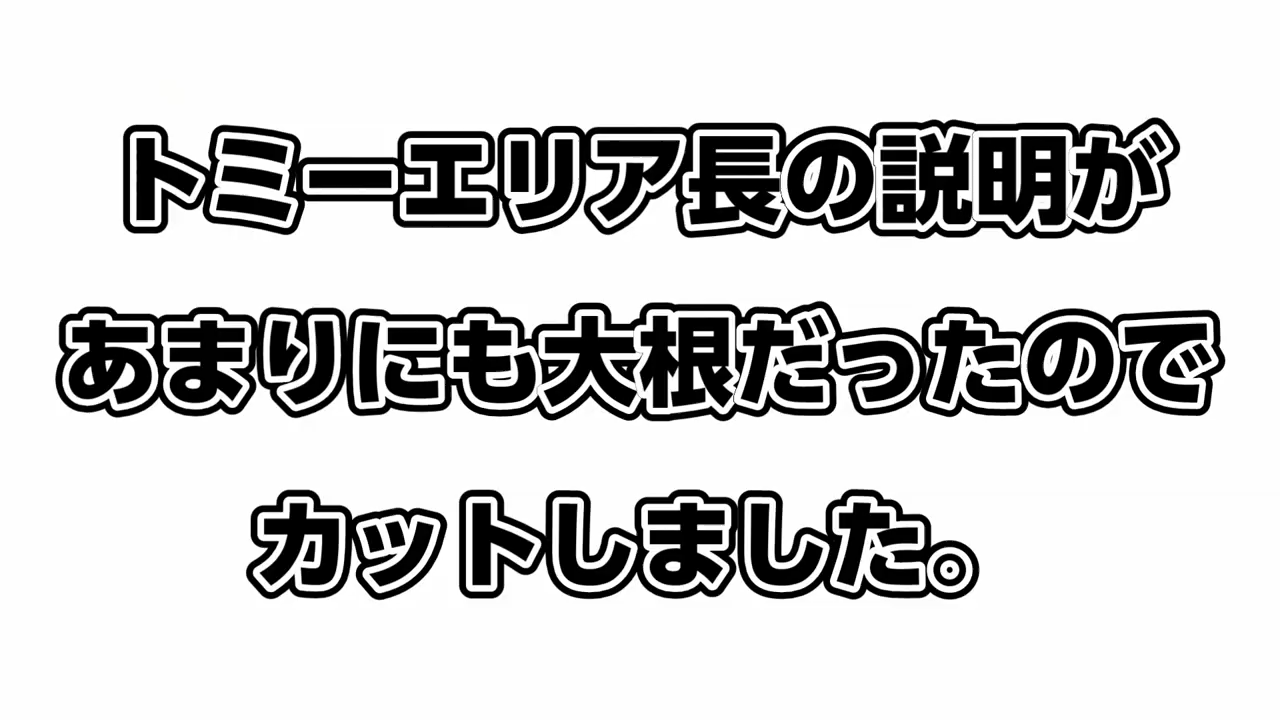 トミーエリア長の説明が
あまりにも大根だったので
カットしました。